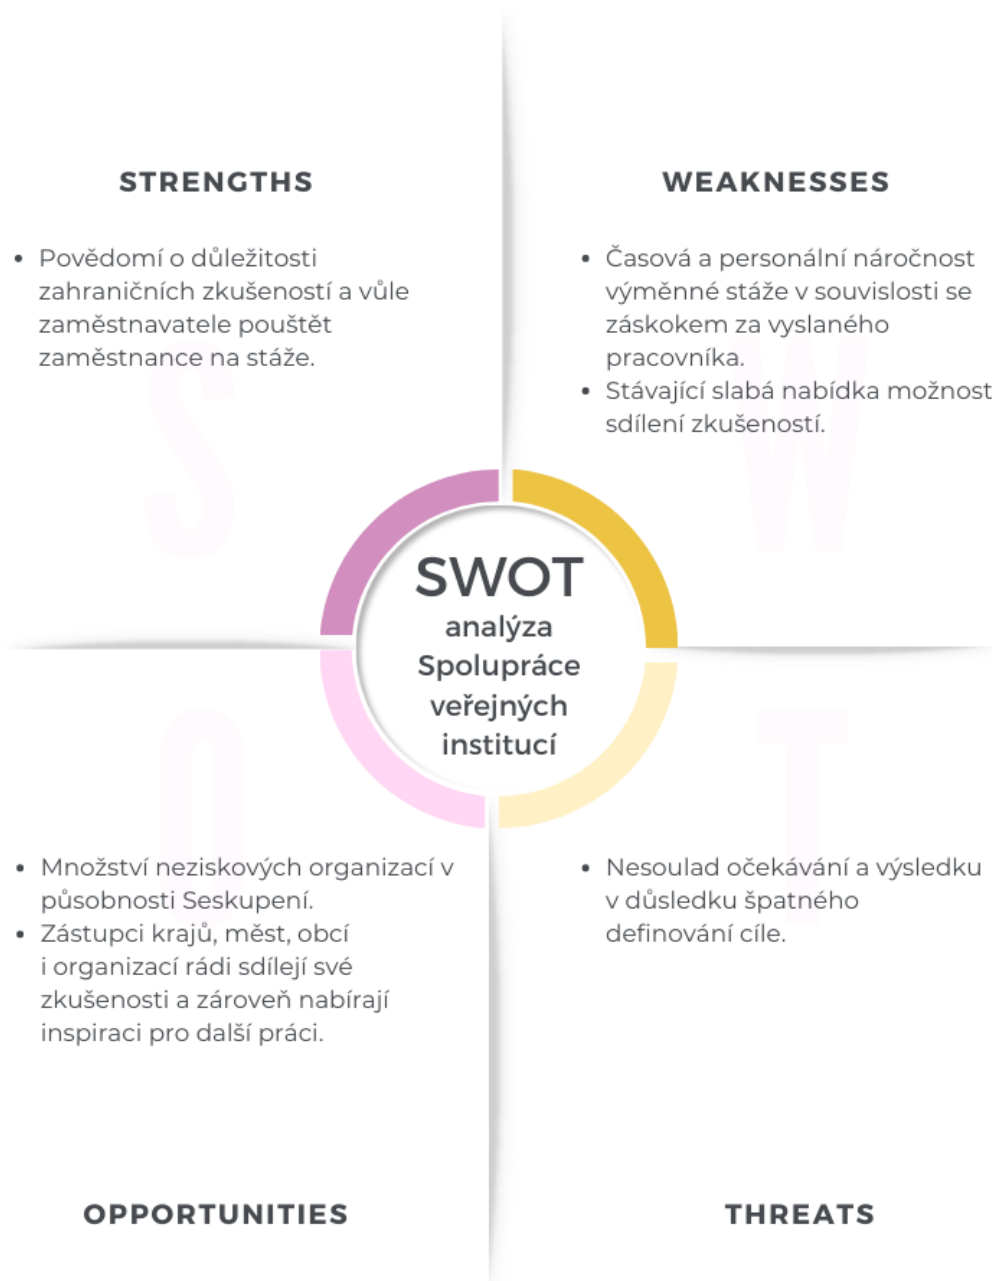 STRENGTHS
• Povědomí o důležitosti
zahraničních zkušeností a vůle
zaměstnavatele pouštět
zaměstnance na stáže.
S
WEAKNESSES
• Časová a personální náročnost
výměnné stáže v souvislosti se
záskokem za vyslaného
pracovníka.
• Stávající slabá nabídka možnost
sdílení zkušeností.
W
SWOT
analýza
Spolupráce
veřejných
institucí
O
• Množství neziskových organizací v
působnosti Seskupení.
• Zástupci krajů, měst, obcí
i organizací rádi sdílejí své
zkušenosti a zároveň nabírají
inspiraci pro další práci.
OPPORTUNITIES
T
• Nesoulad očekávání a výsledku
v důsledku špatného
definování cíle.
THREATS